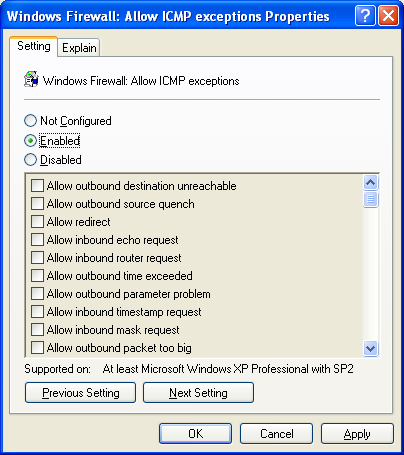 Windows Firewall: Allow ICMP exceptions Properties
Setting
Explain
Windows Firewall: Allow ICMP exceptions
Not Configured
Enabled
Disabled
Allow outbound destination unreachable
Allow outbound source quench
Allow redirect
Allow inbound echo request
Allow inbound router request
Allow outbound time exceeded
Allow outbound parameter problem
Allow inbound timestamp request
Allow inbound mask request
Allow outbound packet too big
Supported on: At least Microsoft Windows XP Professional with SP2
Previous Setting
Next Setting
OK
Cancel
Apply